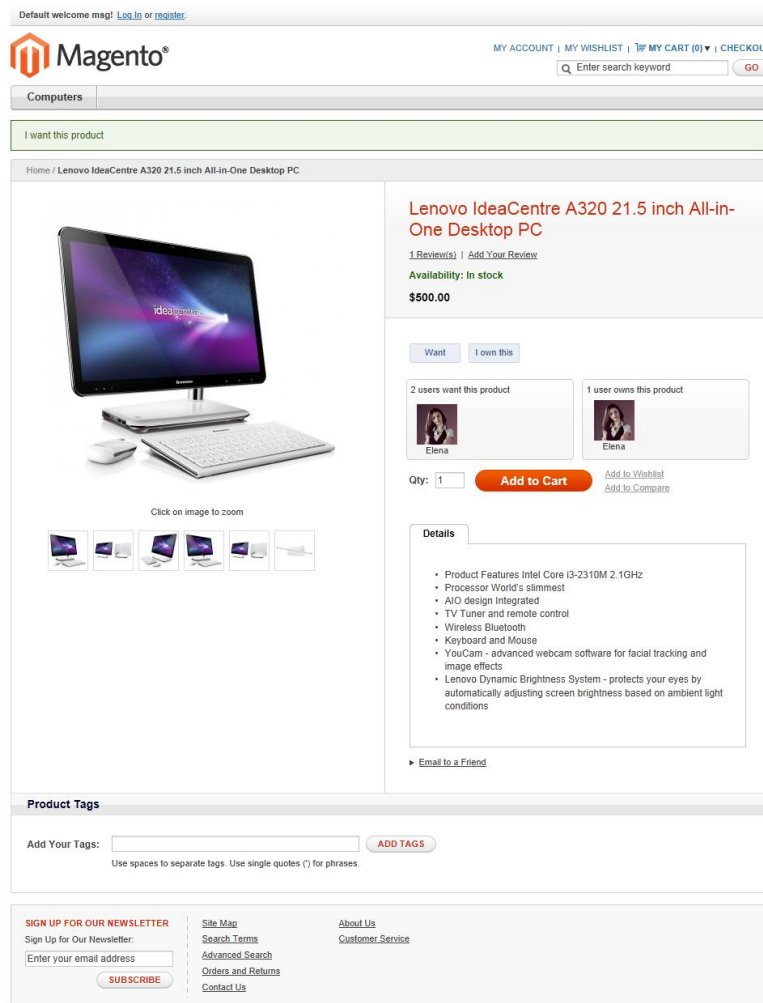 Default welcome msg! Log In or register.
Magento®
MY ACCOUNT | MY WISHLIST | MY CART (0) ▾ | CHECKOU
Enter search keyword GO
Computers
I want this product
Home / Lenovo IdeaCentre A320 21.5 inch All-in-One Desktop PC
Lenovo IdeaCentre A320 21.5 inch All-in-
One Desktop PC
1 Review(s) | Add Your Review
Availability: In stock
$500.00
ideacentre
lenovo
Want I own this
2 users want this product
Elena
1 user owns this product
Elena
Qty: 1 Add to Cart
Add to Wishlist
Add to Compare
Click on image to zoom
Details
• Product Features Intel Core i3-2310M 2.1GHz
• Processor World's slimmest
• AIO design Integrated
• TV Tuner and remote control
• Wireless Bluetooth
• Keyboard and Mouse
• YouCam - advanced webcam software for facial tracking and
image effects
• Lenovo Dynamic Brightness System - protects your eyes by
automatically adjusting screen brightness based on ambient light
conditions
▸ Email to a Friend
Product Tags
Add Your Tags: ADD TAGS
Use spaces to separate tags. Use single quotes (') for phrases.
SIGN UP FOR OUR NEWSLETTER
Sign Up for Our Newsletter:
Enter your email address
SUBSCRIBE
Site Map
Search Terms
Advanced Search
Orders and Returns
Contact Us
About Us
Customer Service